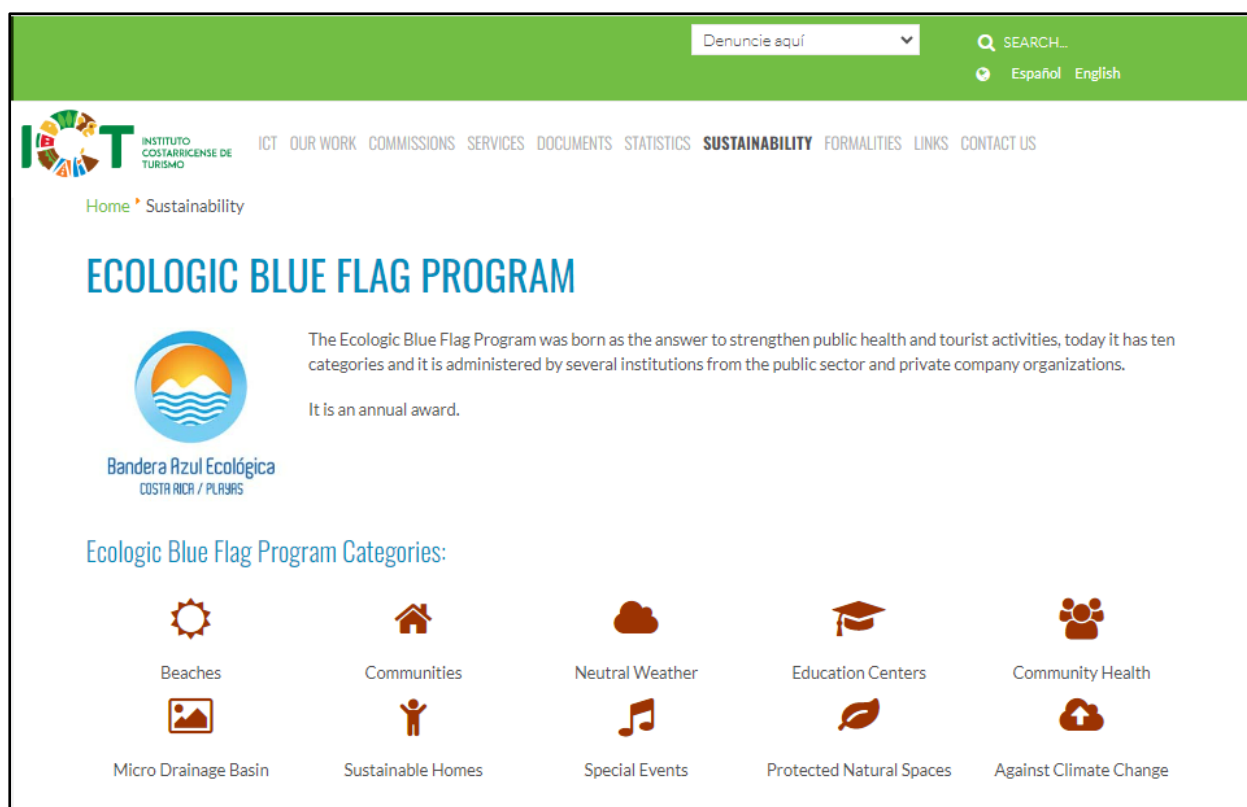 Denuncie aquí
SEARCH...
Español English
ICT
INSTITUTO
COSTARRICENSE DE
TURISMO
ICT OUR WORK COMMISSIONS SERVICES DOCUMENTS STATISTICS SUSTAINABILITY FORMALITIES LINKS CONTACT US
Home Sustainability
ECOLOGIC BLUE FLAG PROGRAM
The Ecologic Blue Flag Program was born as the answer to strengthen public health and tourist activities, today it has ten
categories and it is administered by several institutions from the public sector and private company organizations.
It is an annual award.
Bandera Azul Ecológica
COSTA RICA / PLAYAS
Ecologic Blue Flag Program Categories:
Beaches Communities Neutral Weather Education Centers Community Health
Micro Drainage Basin Sustainable Homes Special Events Protected Natural Spaces Against Climate Change